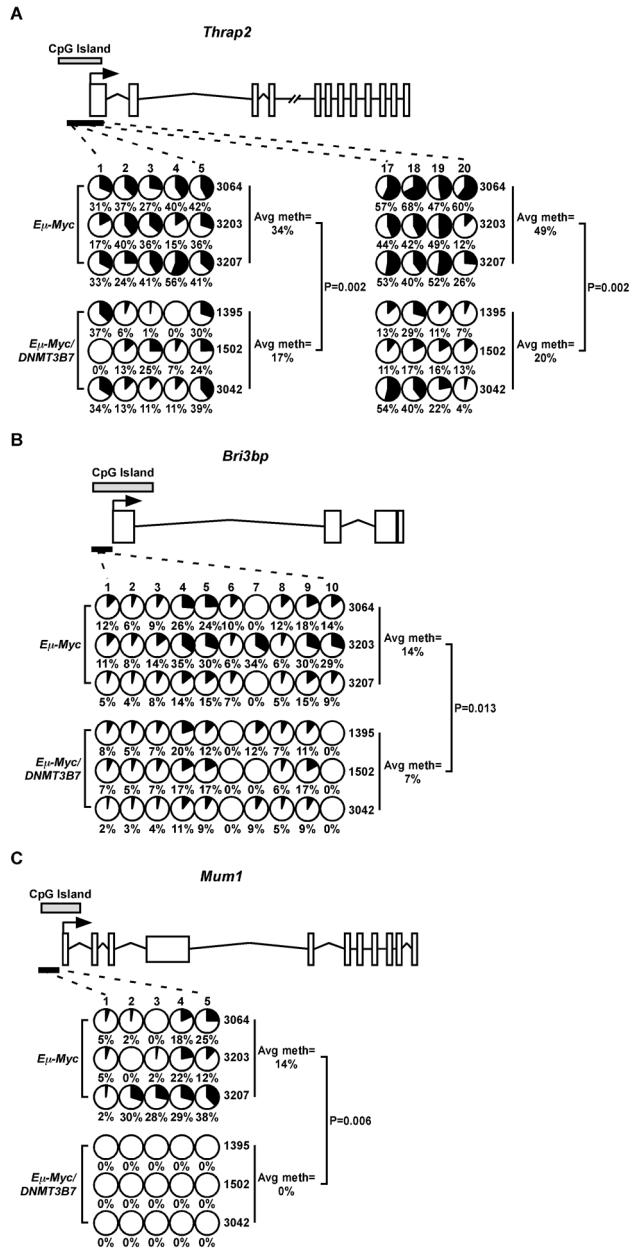 A
Thrap2
CpG Island
1 2 3 4 5
17 18 19 20
Eμ-Myc
3064
31% 37% 27% 40% 42%
3203
17% 40% 36% 15% 36%
3207
33% 24% 41% 56% 41%
Avg meth=
34%
3064
57% 68% 47% 60%
3203
44% 42% 49% 12%
3207
53% 40% 52% 26%
Avg meth=
49%
P=0.002
P=0.002
Eμ-Myc/
DNMT3B7
1395
37% 6% 1% 0% 30%
1502
0% 13% 25% 7% 24%
3042
34% 13% 11% 11% 39%
Avg meth=
17%
1395
13% 29% 11% 7%
1502
11% 17% 16% 13%
3042
54% 40% 22% 4%
Avg meth=
20%
B
Bri3bp
CpG Island
1 2 3 4 5 6 7 8 9 10
Eμ-Myc
3064
12% 6% 9% 26% 24% 10% 0% 12% 18% 14%
3203
11% 8% 14% 35% 30% 6% 34% 6% 30% 29%
3207
5% 4% 8% 14% 15% 7% 0% 5% 15% 9%
Avg meth=
14%
P=0.013
Eμ-Myc/
DNMT3B7
1395
8% 5% 7% 20% 12% 0% 12% 7% 11% 0%
1502
7% 5% 7% 17% 17% 0% 0% 6% 17% 0%
3042
2% 3% 4% 11% 9% 0% 9% 5% 9% 0%
Avg meth=
7%
C
Mum1
CpG Island
1 2 3 4 5
Eμ-Myc
3064
5% 2% 0% 18% 25%
3203
5% 0% 2% 22% 12%
3207
2% 30% 28% 29% 38%
Avg meth=
14%
P=0.006
Eμ-Myc/
DNMT3B7
1395
0% 0% 0% 0% 0%
1502
0% 0% 0% 0% 0%
3042
0% 0% 0% 0% 0%
Avg meth=
0%